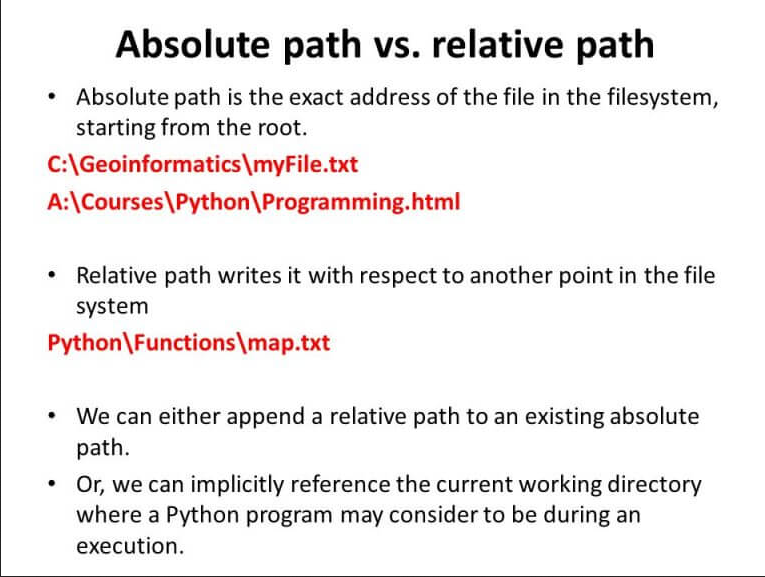 Absolute path vs. relative path
• Absolute path is the exact address of the file in the filesystem,
starting from the root.
C:\Geoinformatics\myFile.txt
A:\Courses\Python\Programming.html
• Relative path writes it with respect to another point in the file
system
Python\Functions\map.txt
• We can either append a relative path to an existing absolute
path.
• Or, we can implicitly reference the current working directory
where a Python program may consider to be during an
execution.